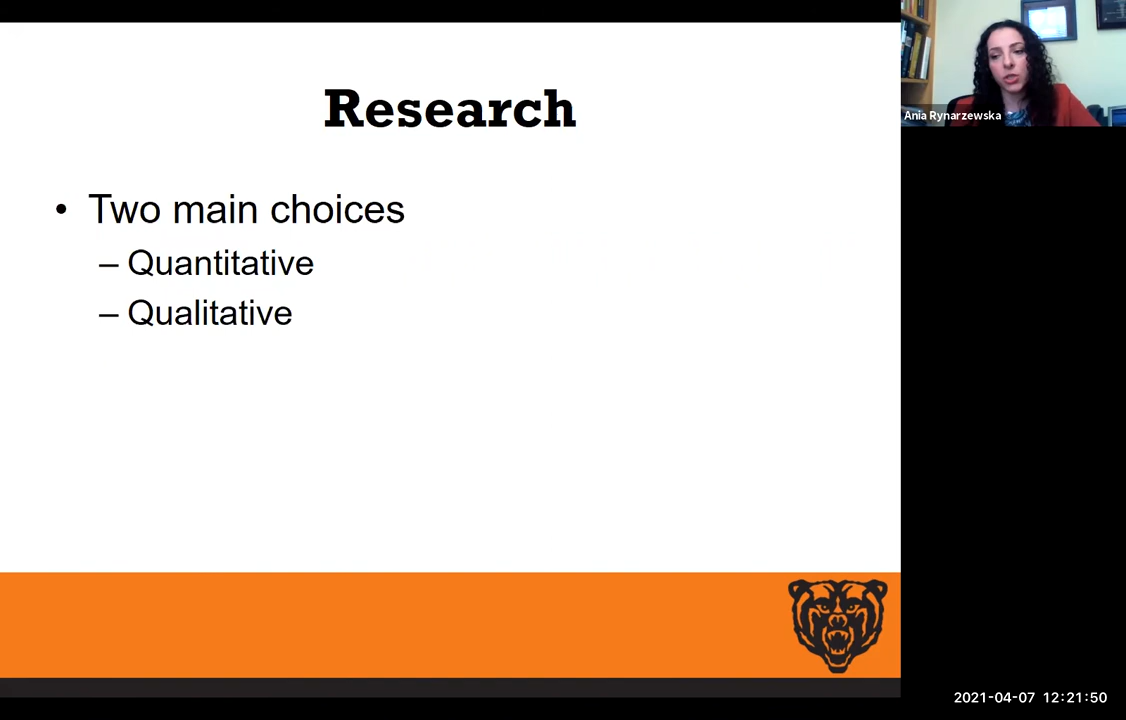 Research
• Two main choices
– Quantitative
– Qualitative
Ania Rynarzewska
2021-04-07 12:21:50